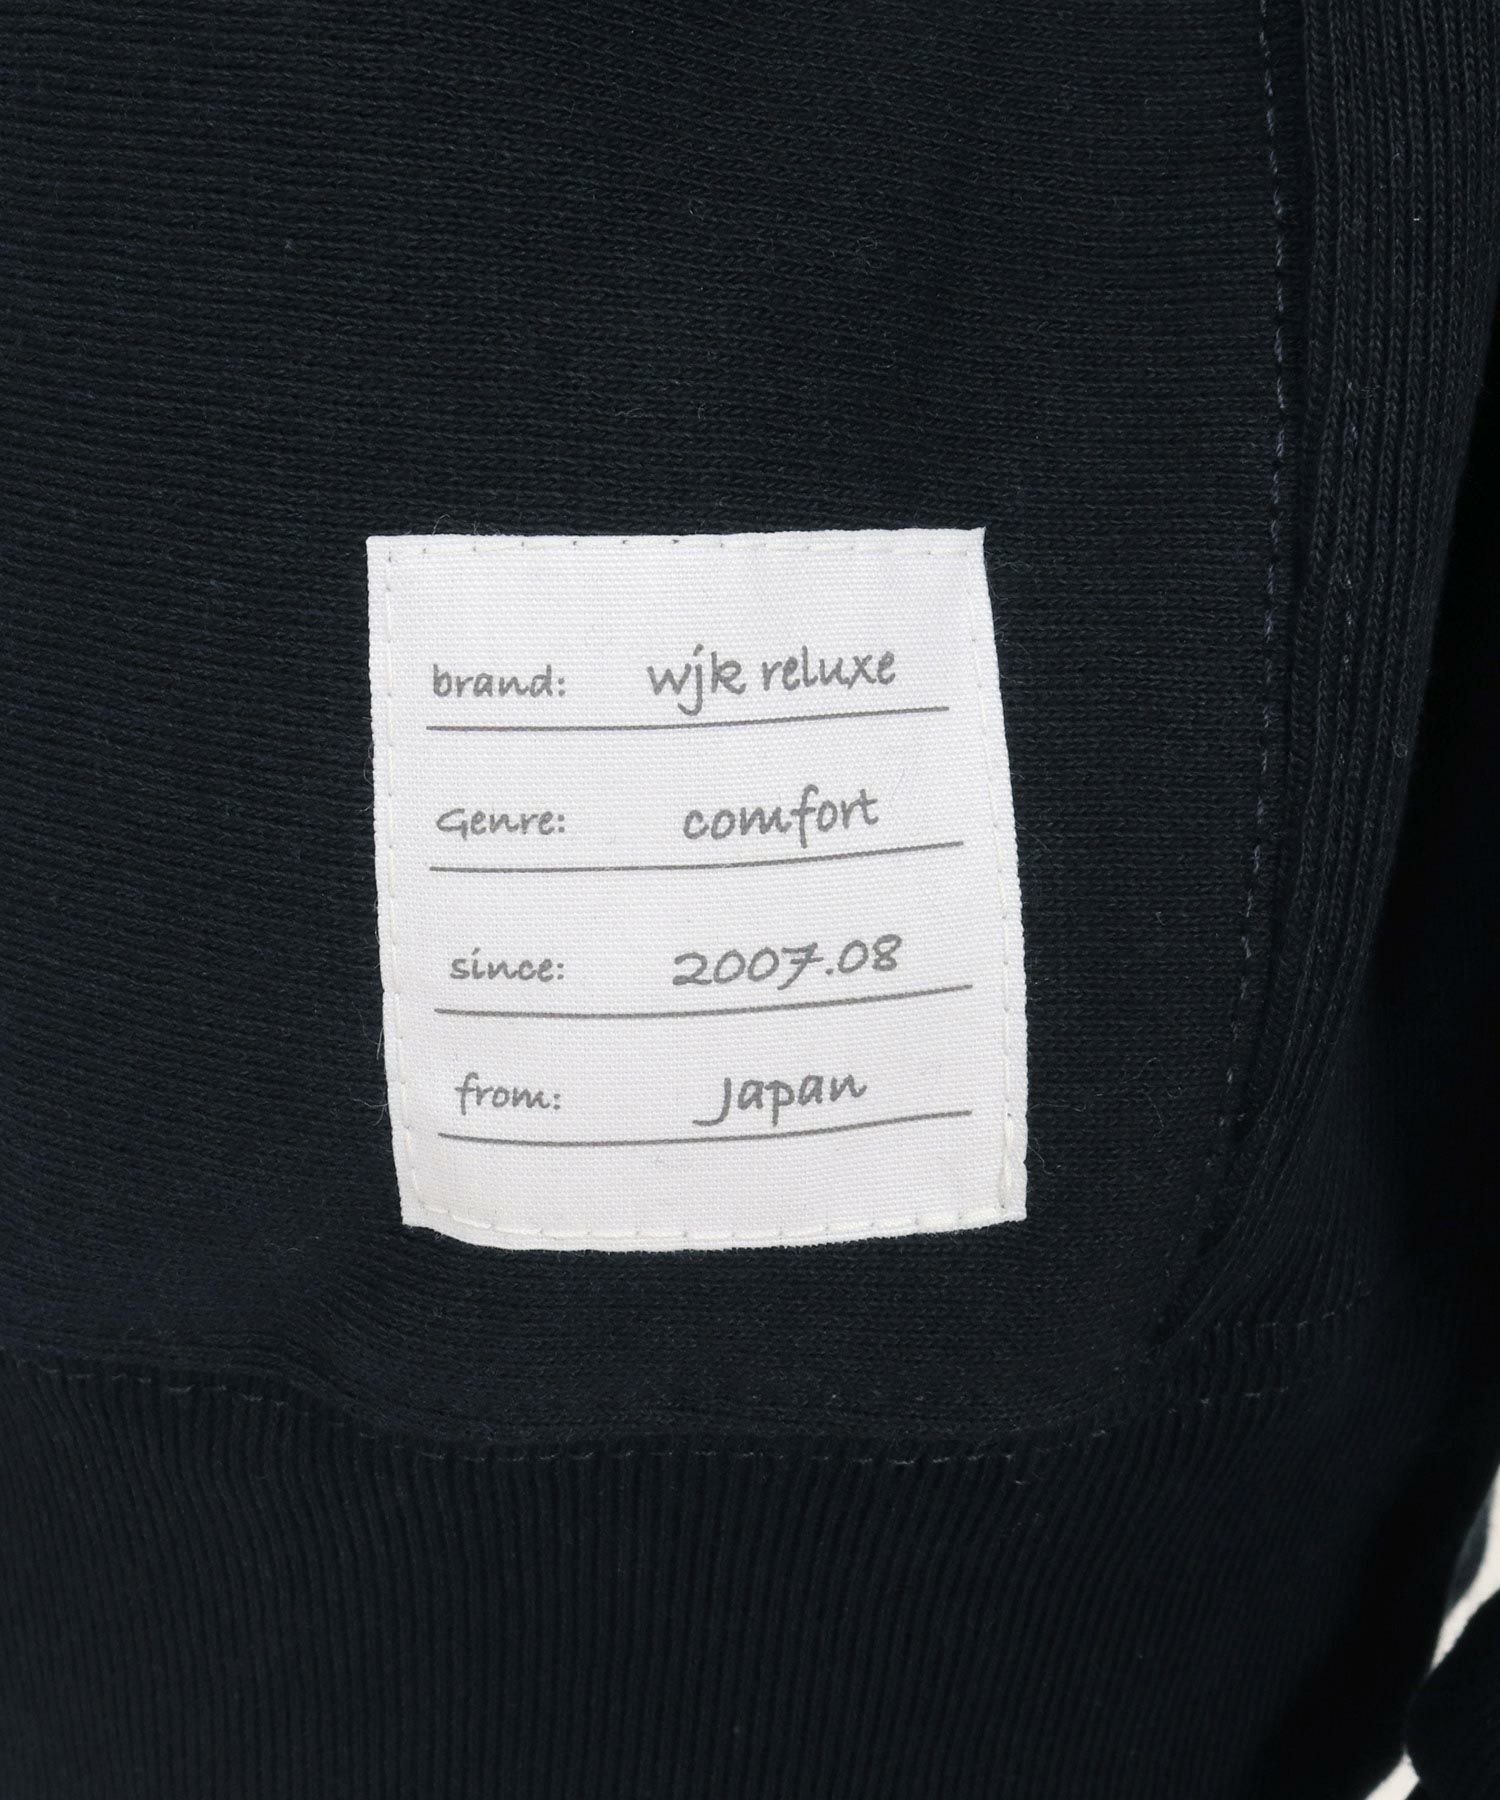 brand: wjk reluxe
Genre: comfort
since: 2007.08
from: Japan